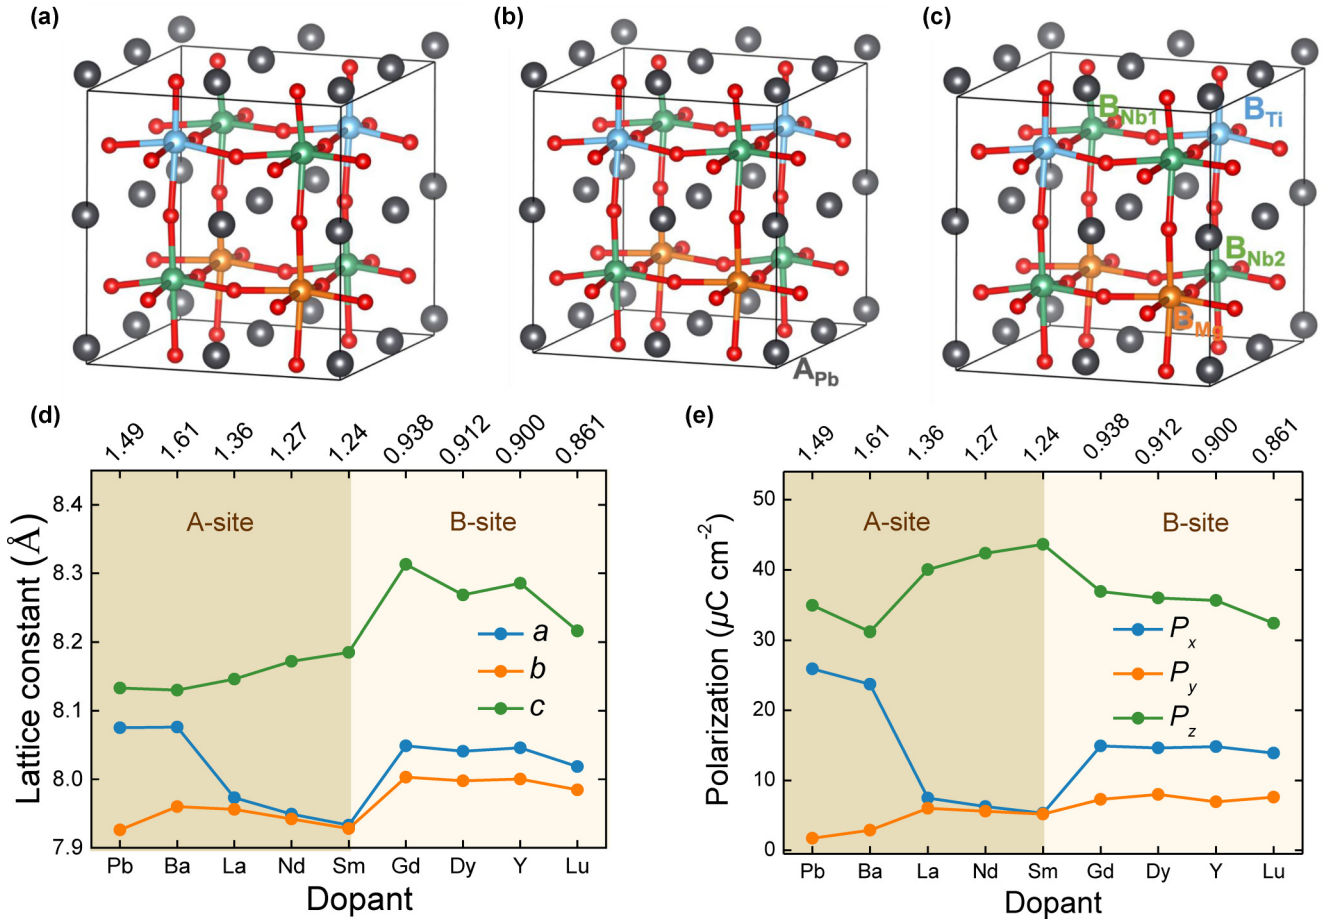 (a)
(b)
(c)
B_Nb1
B_Ti
B_Nb2
B_Mg
A_Pb
(d)
1.49 1.61 1.36 1.27 1.24 0.938 0.912 0.900 0.861
8.4
8.3
8.2
8.1
8.0
7.9
Lattice constant (Å)
A-site
B-site
a
b
c
Pb Ba La Nd Sm Gd Dy Y Lu
Dopant
(e)
1.49 1.61 1.36 1.27 1.24 0.938 0.912 0.900 0.861
50
40
30
20
10
0
Polarization (μC cm⁻²)
A-site
B-site
P_x
P_y
P_z
Pb Ba La Nd Sm Gd Dy Y Lu
Dopant